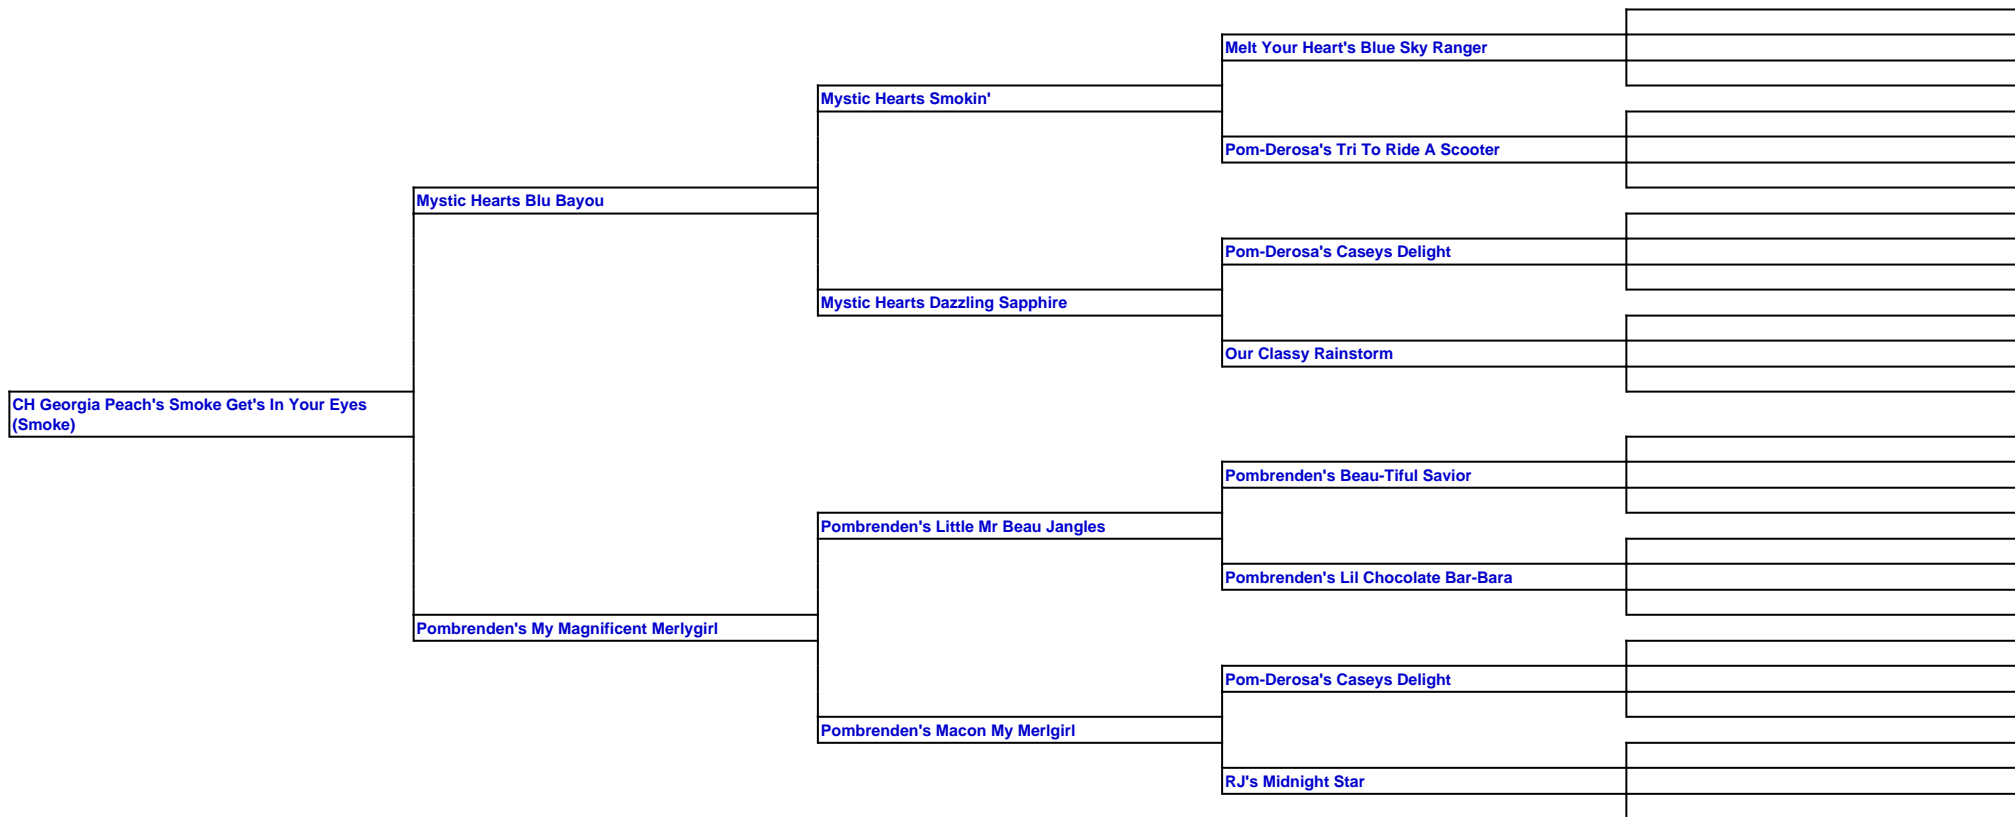 Melt Your Heart's Blue Sky Ranger
Mystic Hearts Smokin'
Pom-Derosa's Tri To Ride A Scooter
Mystic Hearts Blu Bayou
Pom-Derosa's Caseys Delight
Mystic Hearts Dazzling Sapphire
Our Classy Rainstorm
CH Georgia Peach's Smoke Get's In Your Eyes
(Smoke)
Pombrenden's Beau-Tiful Savior
Pombrenden's Little Mr Beau Jangles
Pombrenden's Lil Chocolate Bar-Bara
Pombrenden's My Magnificent Merlygirl
Pom-Derosa's Caseys Delight
Pombrenden's Macon My Merlgirl
RJ's Midnight Star